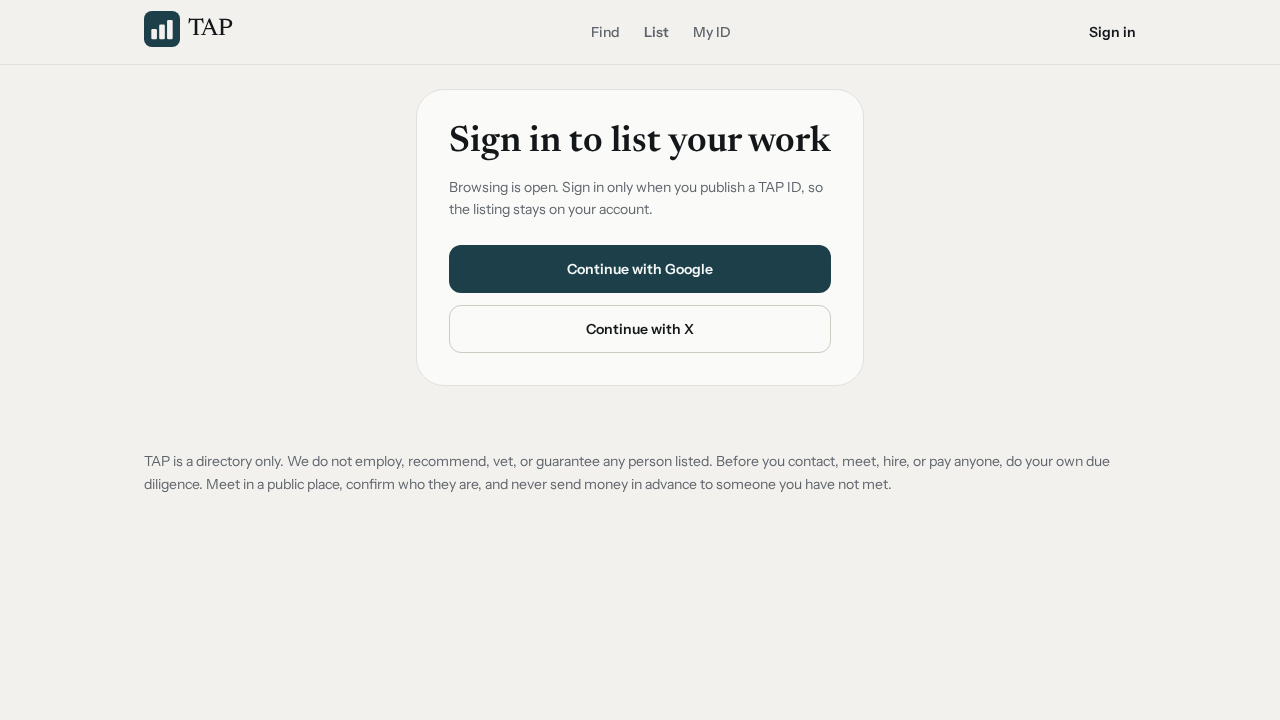 TAP
Find
List
My ID
Sign in
Sign in to list your work
Browsing is open. Sign in only when you publish a TAP ID, so
the listing stays on your account.
Continue with Google
Continue with X
TAP is a directory only. We do not employ, recommend, vet, or guarantee any person listed. Before you contact, meet, hire, or pay anyone, do your own due
diligence. Meet in a public place, confirm who they are, and never send money in advance to someone you have not met.